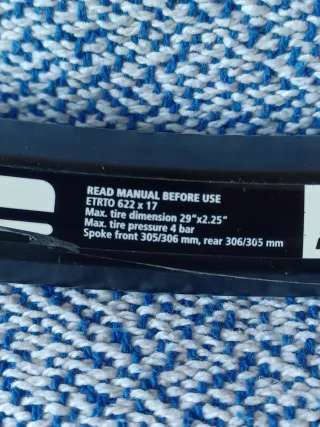 READ MANUAL BEFORE USE
ETRTO 622 x 17
Max. tire dimension 29"x2.25"
Max. tire pressure 4 bar
Spoke front 305/306 mm, rear 306/305 mm